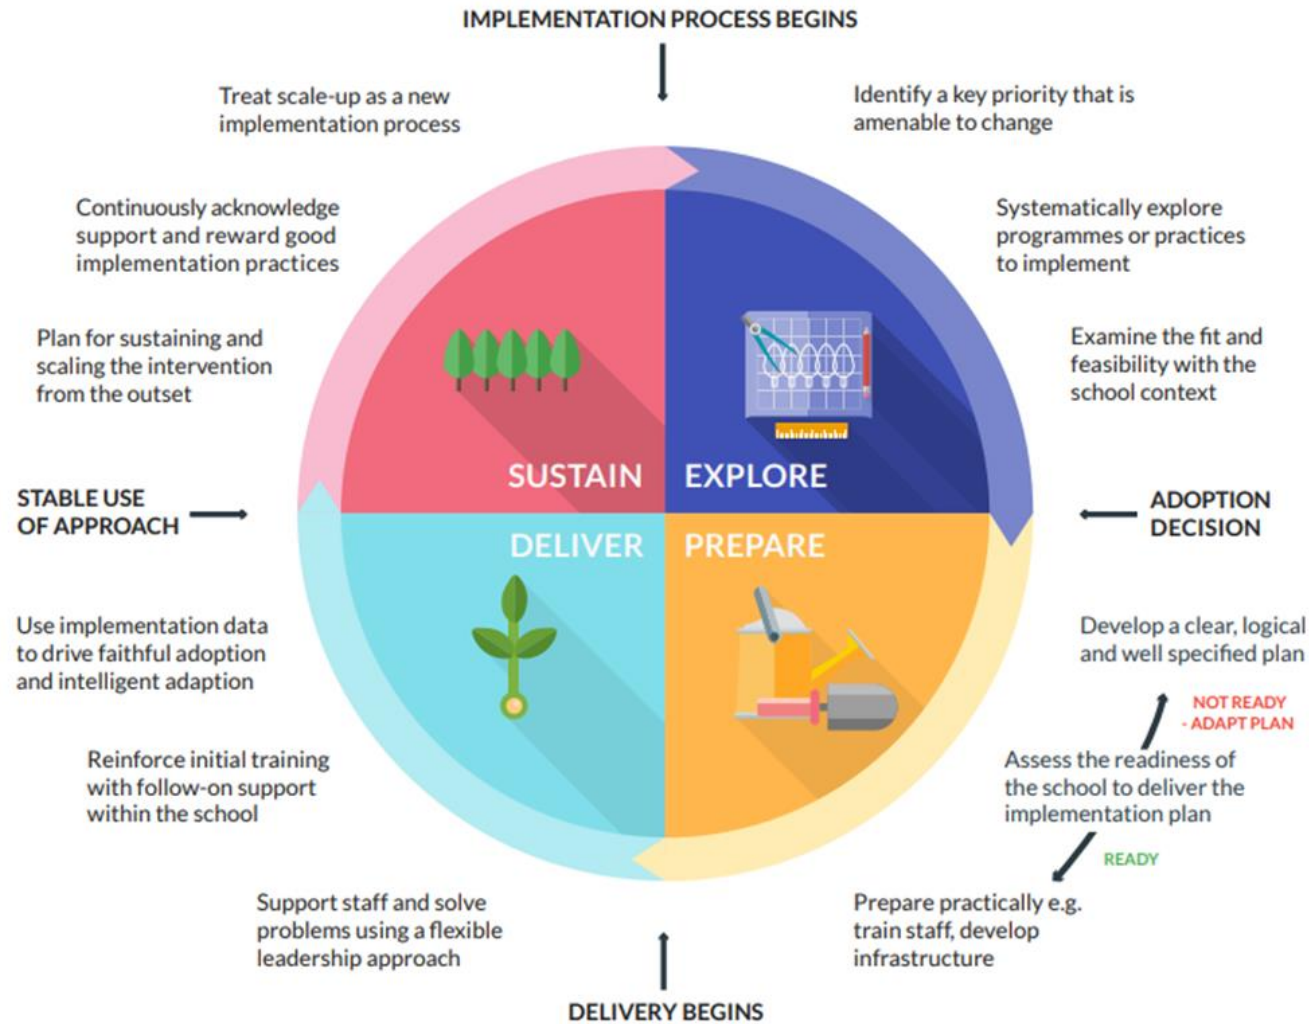 IMPLEMENTATION PROCESS BEGINS
Treat scale-up as a new
implementation process
Identify a key priority that is
amenable to change
Continuously acknowledge
support and reward good
implementation practices
Systematically explore
programmes or practices
to implement
Plan for sustaining and
scaling the intervention
from the outset
Examine the fit and
feasibility with the
school context
SUSTAIN
EXPLORE
STABLE USE
OF APPROACH
ADOPTION
DECISION
DELIVER
PREPARE
Use implementation data
to drive faithful adoption
and intelligent adaption
Develop a clear, logical
and well specified plan
NOT READY
- ADAPT PLAN
Reinforce initial training
with follow-on support
within the school
Assess the readiness of
the school to deliver the
implementation plan
READY
Support staff and solve
problems using a flexible
leadership approach
Prepare practically e.g.
train staff, develop
infrastructure
DELIVERY BEGINS